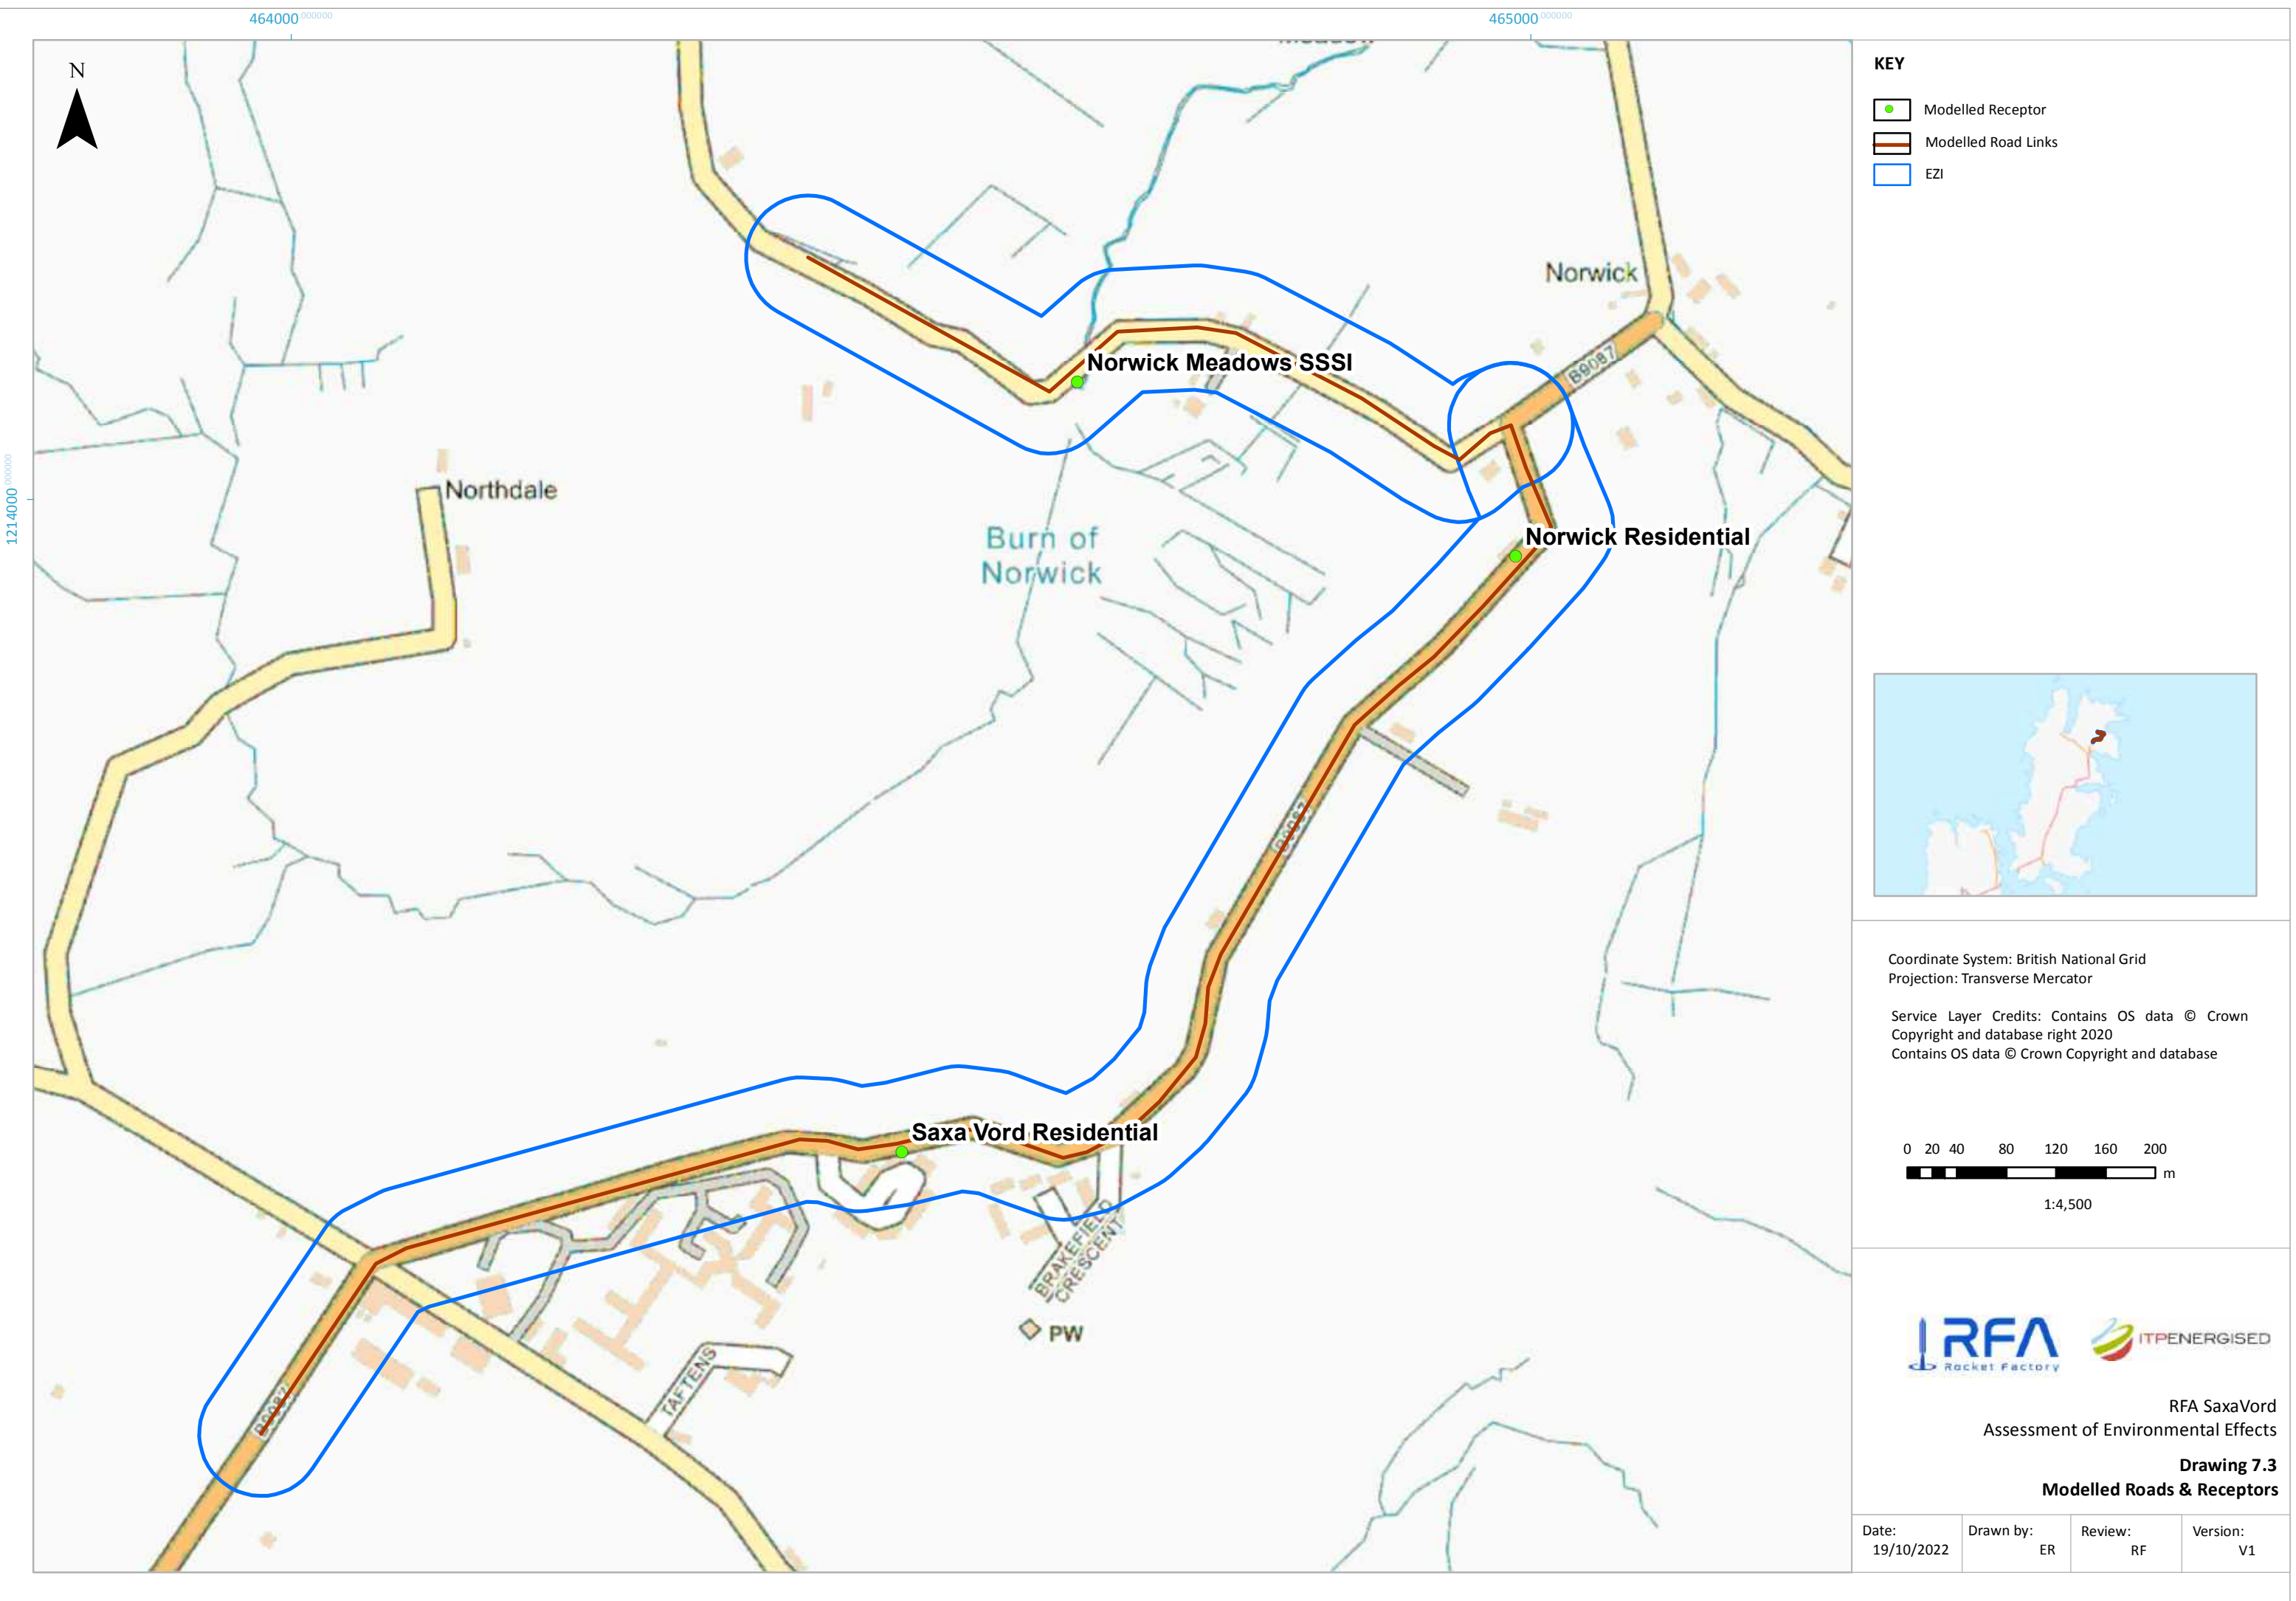 464000.000000
465000.000000
1214000.000000
N
Norwick
Norwick Meadows SSSI
B9087
Northdale
Burn of
Norwick
Norwick Residential
B9087
Saxa Vord Residential
BRAKEFIELD
CRESCENT
PW
TAFTENS
B9087
KEY
Modelled Receptor
Modelled Road Links
EZI
Coordinate System: British National Grid
Projection: Transverse Mercator
Service Layer Credits: Contains OS data © Crown
Copyright and database right 2020
Contains OS data © Crown Copyright and database
0 20 40 80 120 160 200
m
1:4,500
RFA
Rocket Factory
ITPENERGISED
RFA SaxaVord
Assessment of Environmental Effects
Drawing 7.3
Modelled Roads & Receptors
Date:
19/10/2022
Drawn by:
ER
Review:
RF
Version:
V1